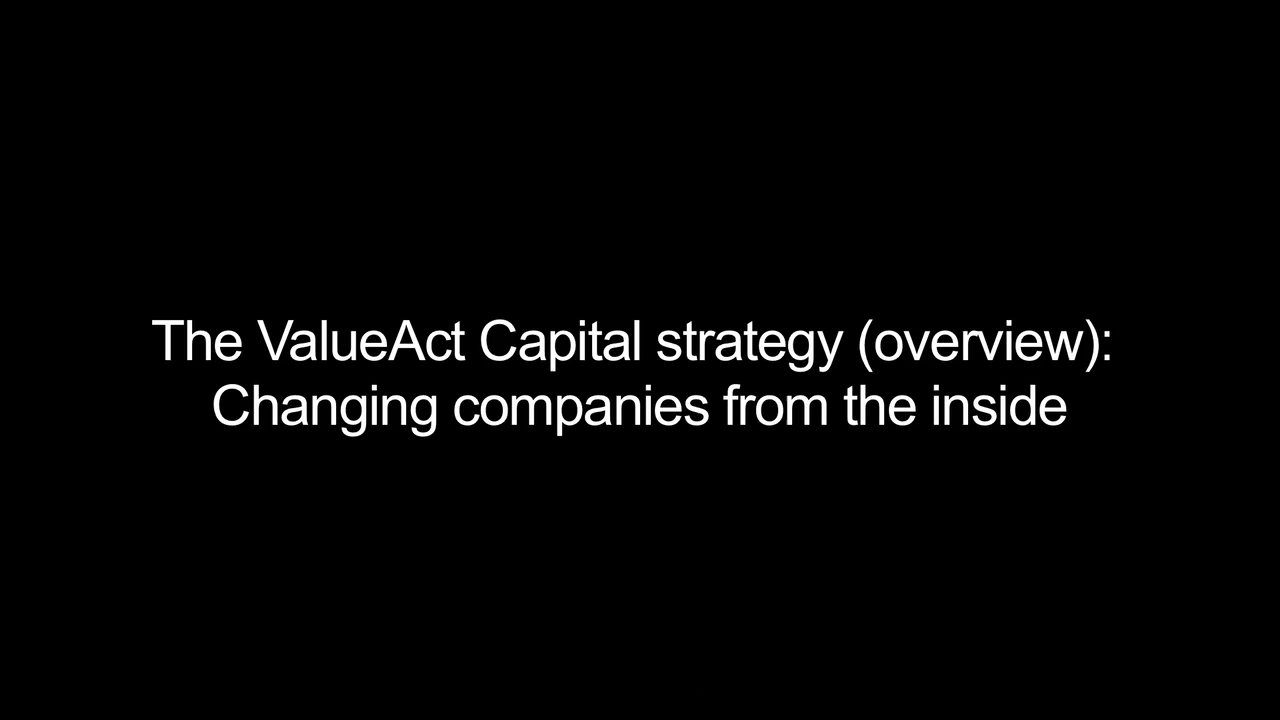 The ValueAct Capital strategy (overview):
Changing companies from the inside